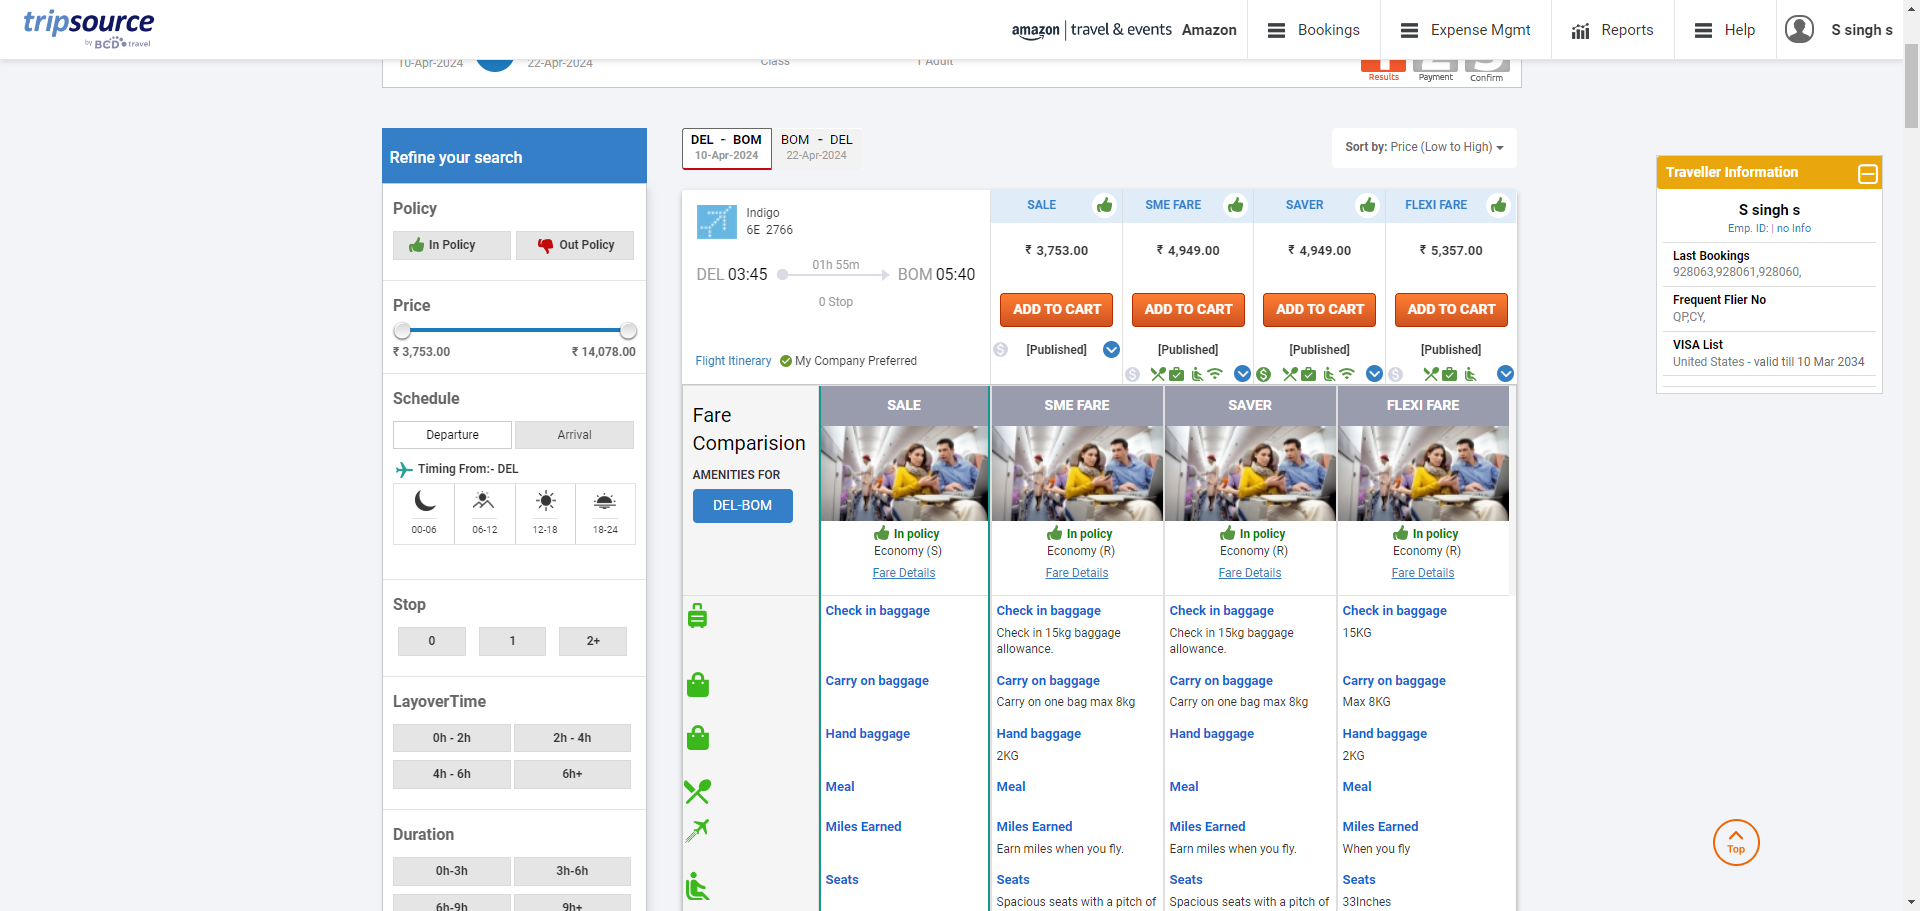 tripsource
by BCD travel
amazon | travel & events Amazon
Bookings
Expense Mgmt
Reports
Help
S singh s
10-Apr-2024
22-Apr-2024
Class
1 Adult
Results
Payment
Confirm
Refine your search
Policy
In Policy
Out Policy
Price
₹ 3,753.00
₹ 14,078.00
Schedule
Departure
Arrival
Timing From:- DEL
00-06
06-12
12-18
18-24
Stop
0
1
2+
LayoverTime
0h - 2h
2h - 4h
4h - 6h
6h+
Duration
0h-3h
3h-6h
6h-9h
9h+
DEL - BOM
10-Apr-2024
BOM - DEL
22-Apr-2024
Sort by: Price (Low to High)
Indigo
6E 2766
DEL 03:45
01h 55m
BOM 05:40
0 Stop
Flight Itinerary
My Company Preferred
SALE
₹ 3,753.00
ADD TO CART
[Published]
SME FARE
₹ 4,949.00
ADD TO CART
[Published]
SAVER
₹ 4,949.00
ADD TO CART
[Published]
FLEXI FARE
₹ 5,357.00
ADD TO CART
[Published]
Fare
Comparision
AMENITIES FOR
DEL-BOM
SALE
In policy
Economy (S)
Fare Details
Check in baggage
Carry on baggage
Hand baggage
Meal
Miles Earned
Seats
SME FARE
In policy
Economy (R)
Fare Details
Check in baggage
Check in 15kg baggage
allowance.
Carry on baggage
Carry on one bag max 8kg
Hand baggage
2KG
Meal
Miles Earned
Earn miles when you fly.
Seats
Spacious seats with a pitch of
SAVER
In policy
Economy (R)
Fare Details
Check in baggage
Check in 15kg baggage
allowance.
Carry on baggage
Carry on one bag max 8kg
Hand baggage
Meal
Miles Earned
Earn miles when you fly.
Seats
Spacious seats with a pitch of
FLEXI FARE
In policy
Economy (R)
Fare Details
Check in baggage
15KG
Carry on baggage
Max 8KG
Hand baggage
2KG
Meal
Miles Earned
When you fly
Seats
33Inches
Traveller Information
S singh s
Emp. ID: | no Info
Last Bookings
928063,928061,928060,
Frequent Flier No
QP,CY,
VISA List
United States - valid till 10 Mar 2034
Top